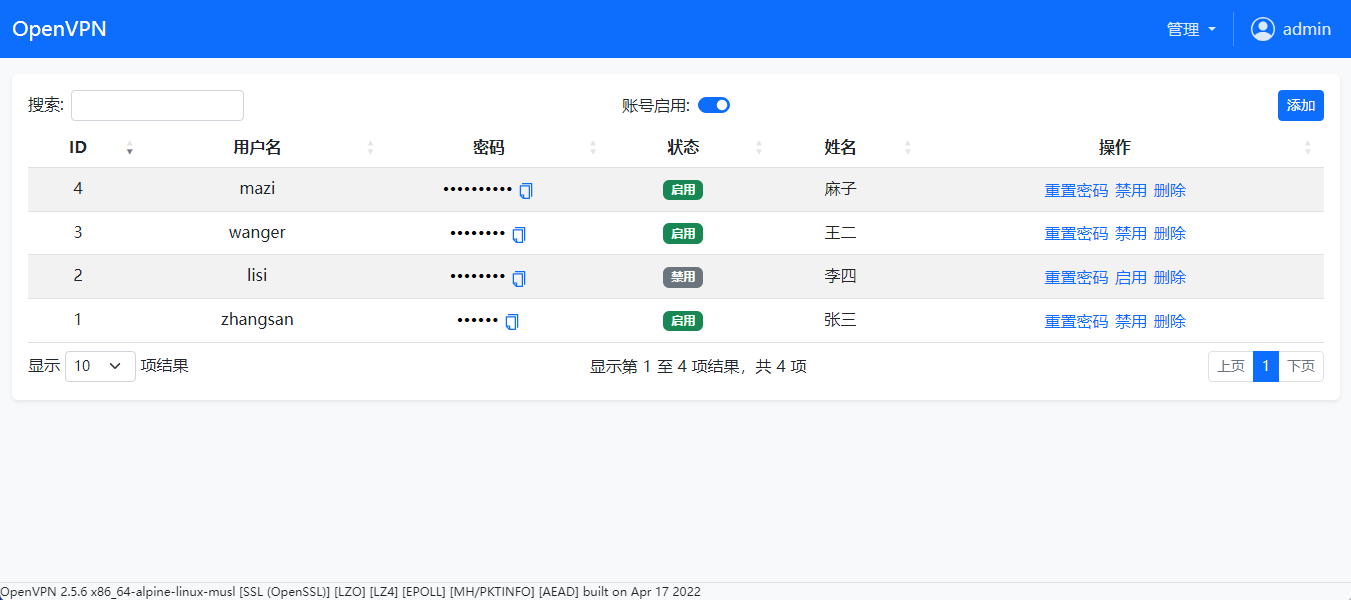 OpenVPN 管理 admin
搜索: 账号启用: 添加
ID 用户名 密码 状态 姓名 操作
4 mazi •••••••••• 启用 麻子 重置密码 禁用 删除
3 wanger •••••••• 启用 王二 重置密码 禁用 删除
2 lisi •••••••• 禁用 李四 重置密码 启用 删除
1 zhangsan •••••• 启用 张三 重置密码 禁用 删除
显示 10 项结果 显示第 1 至 4 项结果，共 4 项 上页 1 下页
OpenVPN 2.5.6 x86_64-alpine-linux-musl [SSL (OpenSSL)] [LZO] [LZ4] [EPOLL] [MH/PKTINFO] [AEAD] built on Apr 17 2022